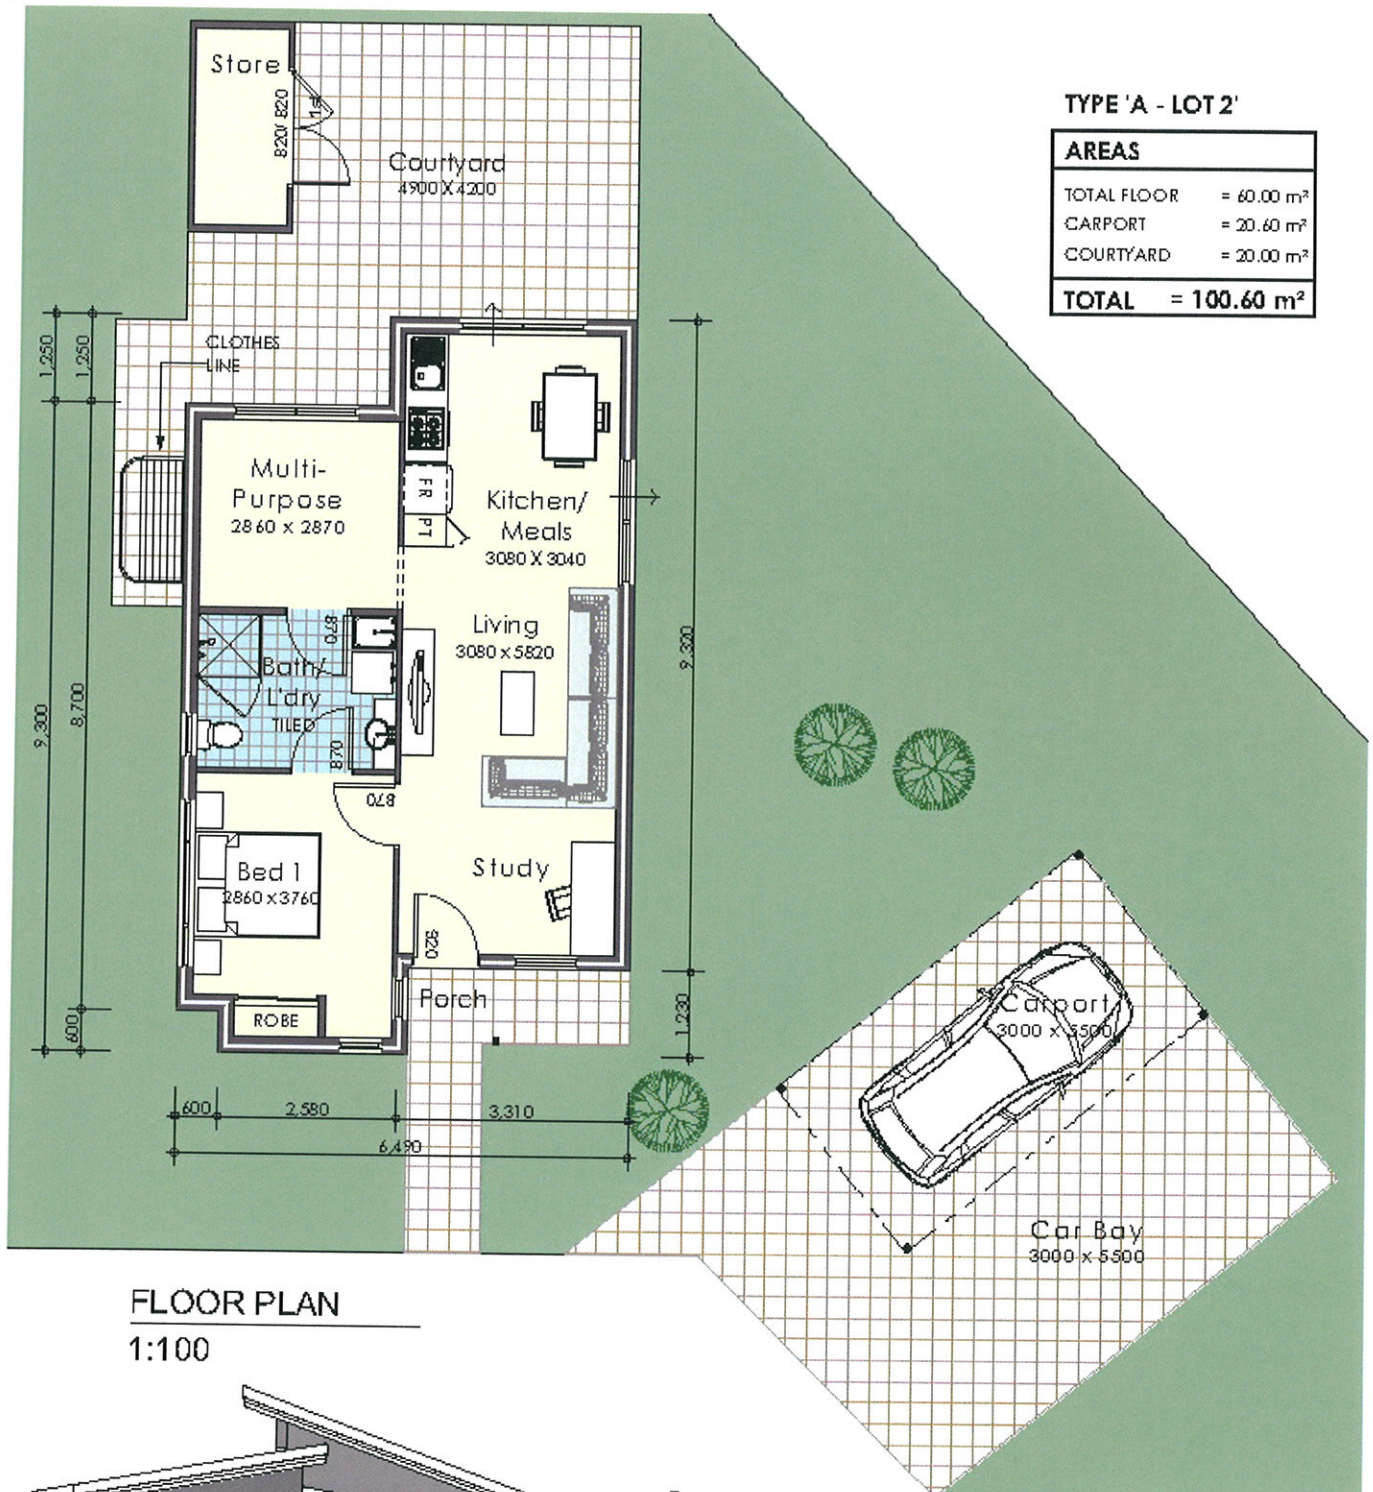 Store
820/ 820
1st
Courtyard
4900 X 4200
TYPE 'A - LOT 2'
AREAS
TOTAL FLOOR = 60.00 m²
CARPORT = 20.60 m²
COURTYARD = 20.00 m²
TOTAL = 100.60 m²
1,250
1,250
CLOTHES
LINE
Multi-
Purpose
2860 x 2870
FR
PT
Kitchen/
Meals
3080 X 3040
Living
3080 x 5820
870
Bath/
L'dry
TILED
870
9,300
8,700
9,320
870
Bed 1
2860 x 3760
Study
920
ROBE
Porch
600
1,230
Carport
3000 x 5500
600
2,580
3,310
6,490
Car Bay
3000 x 5500
FLOOR PLAN
1:100